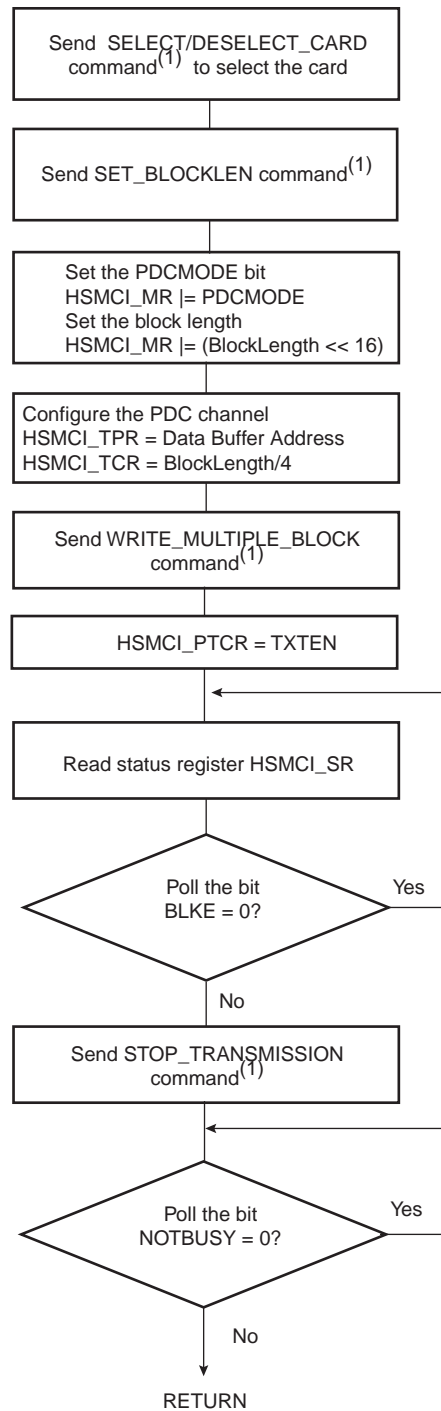 Send SELECT/DESELECT_CARD
command(1) to select the card
Send SET_BLOCKLEN command(1)
Set the PDCMODE bit
HSMCI_MR |= PDCMODE
Set the block length
HSMCI_MR |= (BlockLength << 16)
Configure the PDC channel
HSMCI_TPR = Data Buffer Address
HSMCI_TCR = BlockLength/4
Send WRITE_MULTIPLE_BLOCK
command(1)
HSMCI_PTCR = TXTEN
Read status register HSMCI_SR
Poll the bit
BLKE = 0?
Yes
No
Send STOP_TRANSMISSION
command(1)
Poll the bit
NOTBUSY = 0?
Yes
No
RETURN